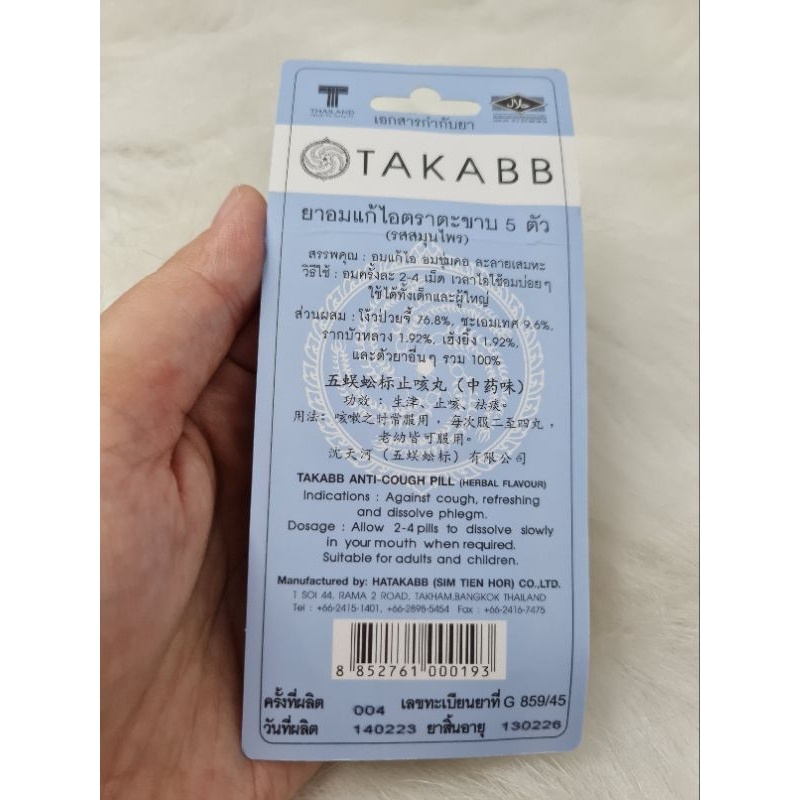 THAILAND
เอกสารกำกับยา
TAKABB
ยาอมแก้ไอตราตะขาบ 5 ตัว
(รสสมุนไพร)
สรรพคุณ : อมแก้ไอ อมชุ่มคอ ละลายเสมหะ
วิธีใช้ : อมครั้งละ 2-4 เม็ด เวลาไอใช้อมบ่อยๆ
ใช้ได้ทั้งเด็กและผู้ใหญ่
ส่วนผสม : โง้วป่วยจี้ 76.8%, ชะเอมเทศ 9.6%,
รากบัวหลวง 1.92%, เฮ้งยิ้ง 1.92%,
และตัวยาอื่นๆ รวม 100%
五蜈蚣标止咳丸（中药味）
功效：生津、止咳、祛痰。
用法：咳嗽之时常服用，每次服二至四丸，
老幼皆可服用。
沈天河（五蜈蚣标）有限公司
TAKABB ANTI-COUGH PILL (HERBAL FLAVOUR)
Indications : Against cough, refreshing
and dissolve phlegm.
Dosage : Allow 2-4 pills to dissolve slowly
in your mouth when required.
Suitable for adults and children.
Manufactured by: HATAKABB (SIM TIEN HOR) CO.,LTD.
1 SOI 44, RAMA 2 ROAD, TAKHAM,BANGKOK THAILAND
Tel : +66-2415-1401, +66-2898-5454 Fax : +66-2416-7475
8 852761 000193
ครั้งที่ผลิต 004 เลขทะเบียนยาที่ G 859/45
วันที่ผลิต 140223 ยาสิ้นอายุ 130226